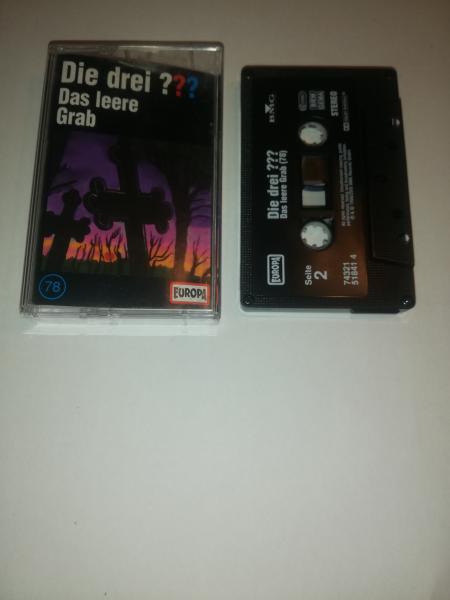 Die drei ???
Das leere
Grab
78
EUROPA
BMG
STEREO
Die drei ???
Das leere Grab (78)
EUROPA
Seite
2
74321
51841 4